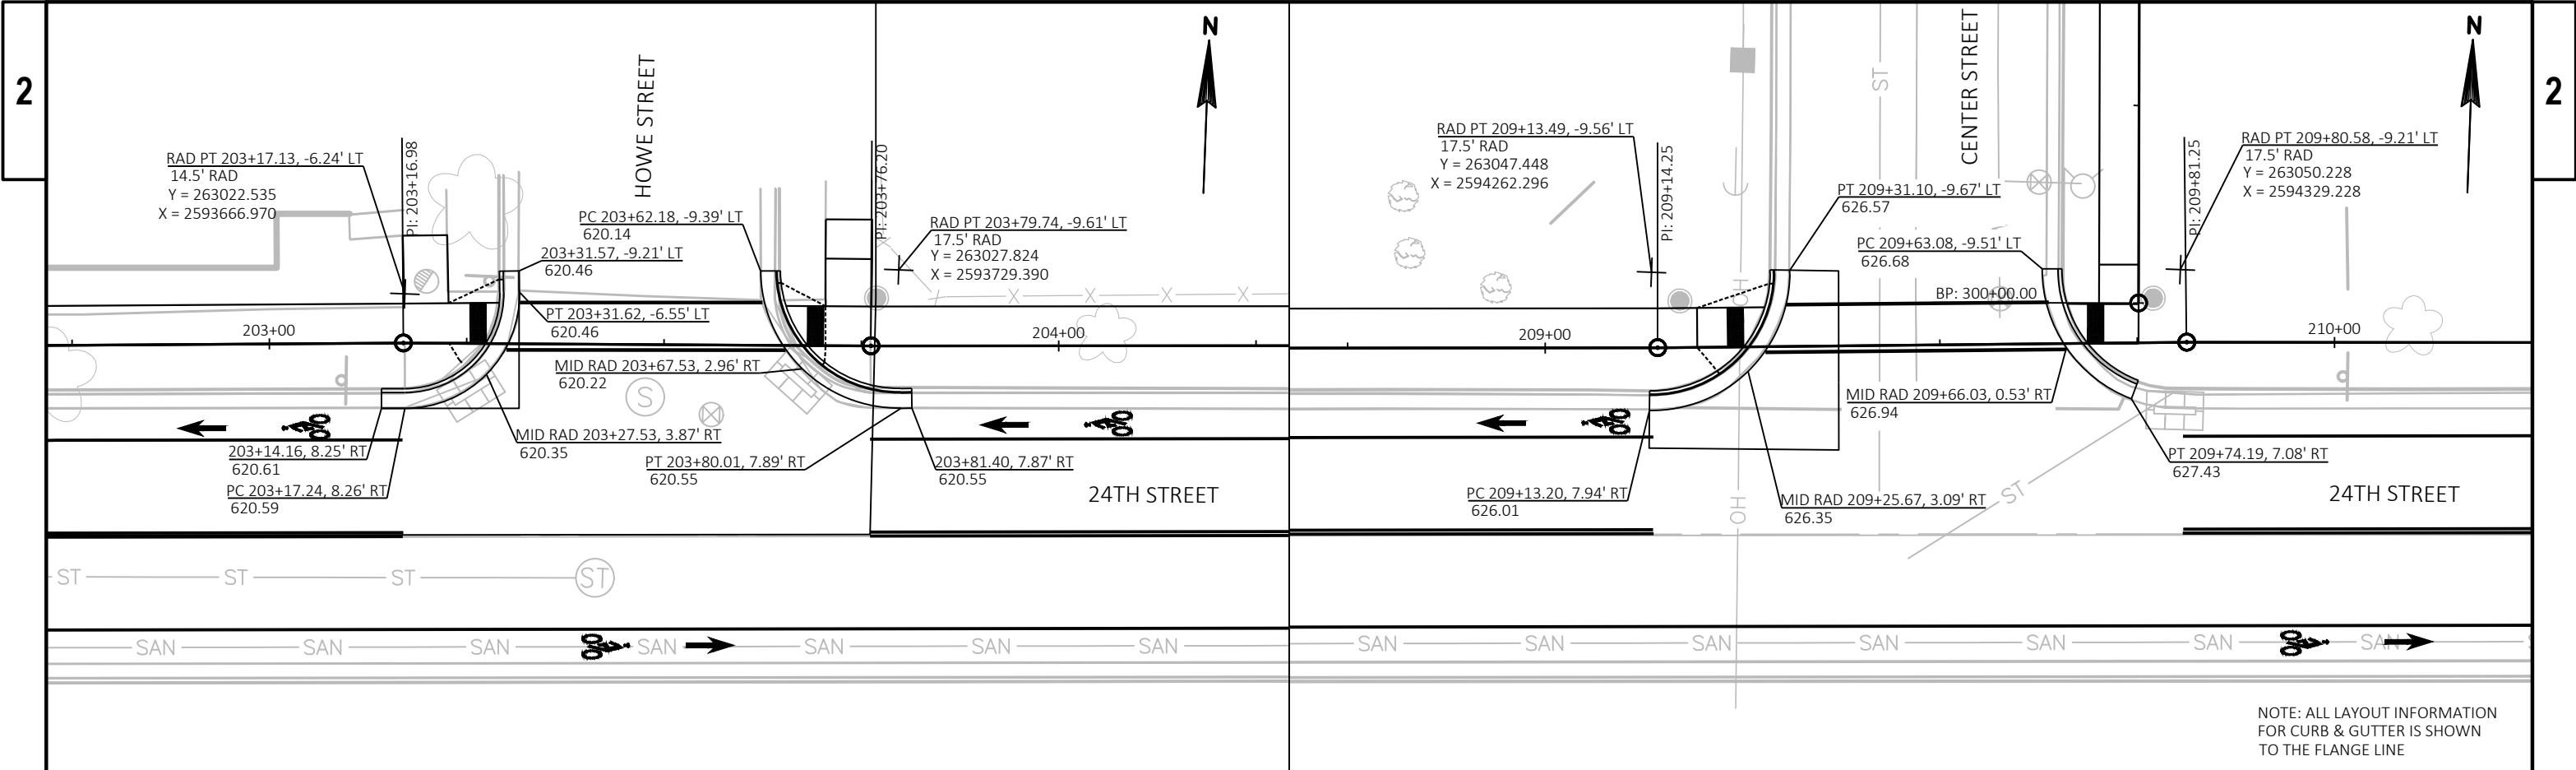 2
N
HOWE STREET
RAD PT 203+17.13, -6.24' LT
14.5' RAD
Y = 263022.535
X = 2593666.970
PI: 203+16.98
PC 203+62.18, -9.39' LT
620.14
203+31.57, -9.21' LT
620.46
PT 203+31.62, -6.55' LT
620.46
PI: 203+76.20
RAD PT 203+79.74, -9.61' LT
17.5' RAD
Y = 263027.824
X = 2593729.390
X X X X
203+00
204+00
MID RAD 203+67.53, 2.96' RT
620.22
S
MID RAD 203+27.53, 3.87' RT
620.35
203+14.16, 8.25' RT
620.61
PC 203+17.24, 8.26' RT
620.59
PT 203+80.01, 7.89' RT
620.55
203+81.40, 7.87' RT
620.55
24TH STREET
ST ST ST ST
SAN SAN SAN SAN SAN SAN SAN
N
2
CENTER STREET
ST
RAD PT 209+13.49, -9.56' LT
17.5' RAD
Y = 263047.448
X = 2594262.296
PI: 209+14.25
PT 209+31.10, -9.67' LT
626.57
PC 209+63.08, -9.51' LT
626.68
PI: 209+81.25
RAD PT 209+80.58, -9.21' LT
17.5' RAD
Y = 263050.228
X = 2594329.228
OH
BP: 300+00.00
209+00
210+00
MID RAD 209+66.03, 0.53' RT
626.94
PT 209+74.19, 7.08' RT
627.43
PC 209+13.20, 7.94' RT
626.01
MID RAD 209+25.67, 3.09' RT
626.35
OH
ST
24TH STREET
SAN SAN SAN SAN SAN SAN SAN
NOTE: ALL LAYOUT INFORMATION
FOR CURB & GUTTER IS SHOWN
TO THE FLANGE LINE